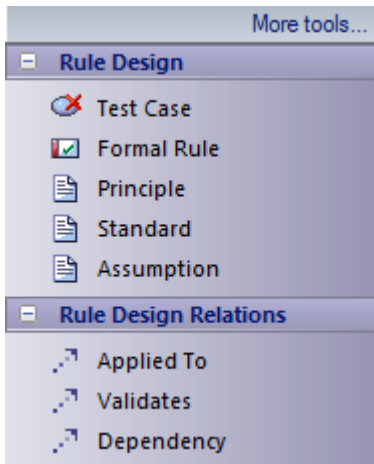 More tools...
Rule Design
Test Case
Formal Rule
Principle
Standard
Assumption
Rule Design Relations
Applied To
Validates
Dependency